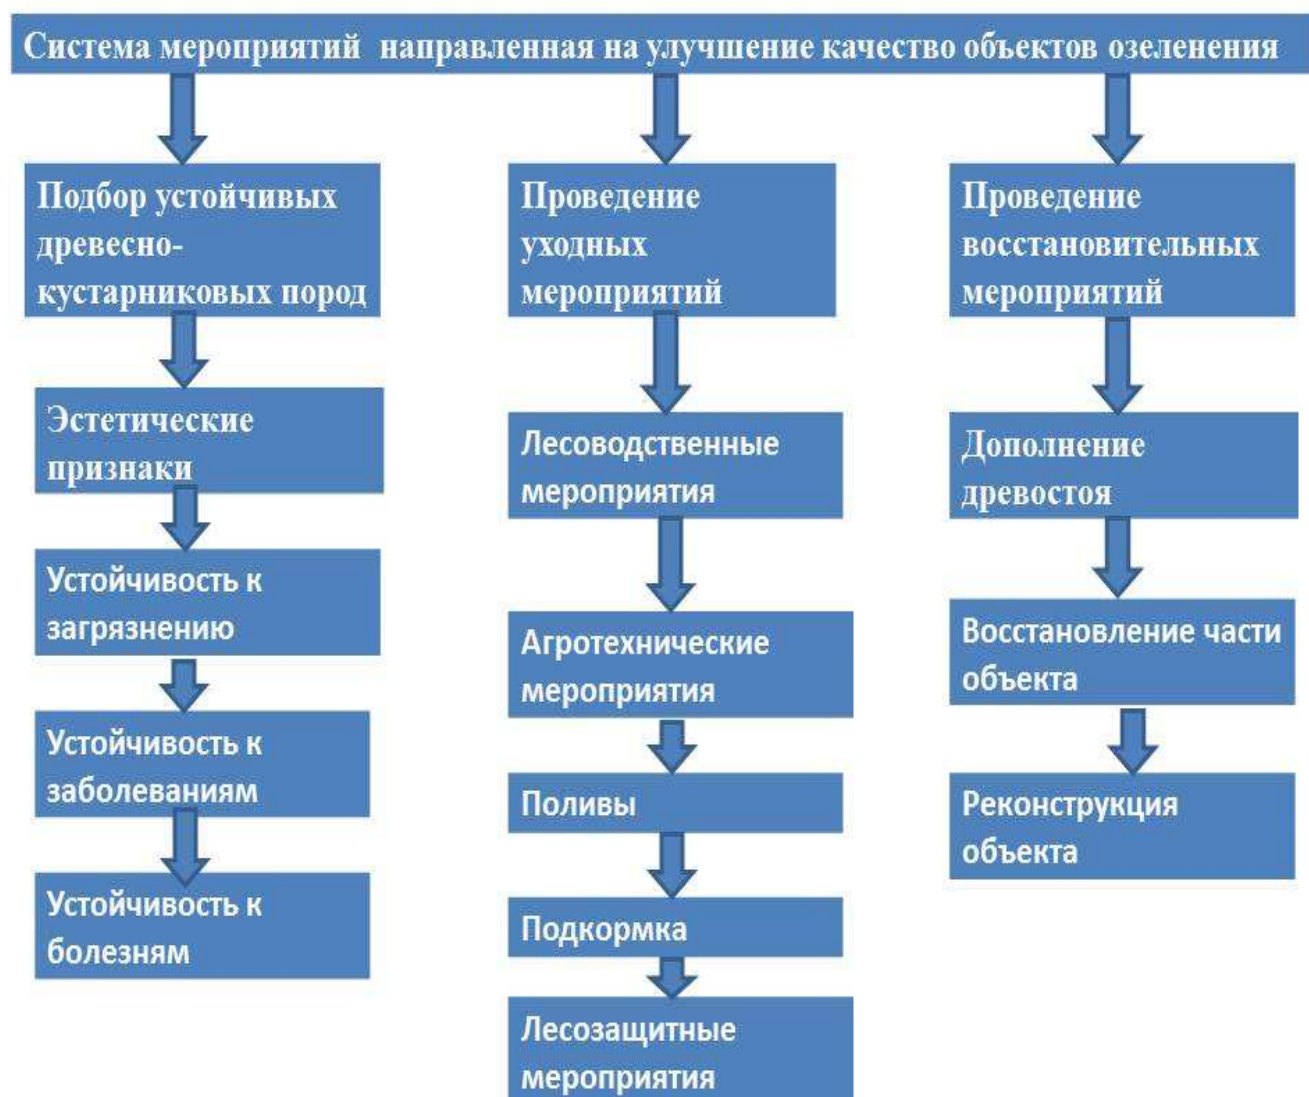 Система мероприятий направленная на улучшение качество объектов озеленения
Подбор устойчивых
древесно-
кустарниковых пород
Эстетические
признаки
Устойчивость к
загрязнению
Устойчивость к
заболеваниям
Устойчивость к
болезням
Проведение
уходных
мероприятий
Лесоводственные
мероприятия
Агротехнические
мероприятия
Поливы
Подкормка
Лесозащитные
мероприятия
Проведение
восстановительных
мероприятий
Дополнение
древостоя
Восстановление части
объекта
Реконструкция
объекта